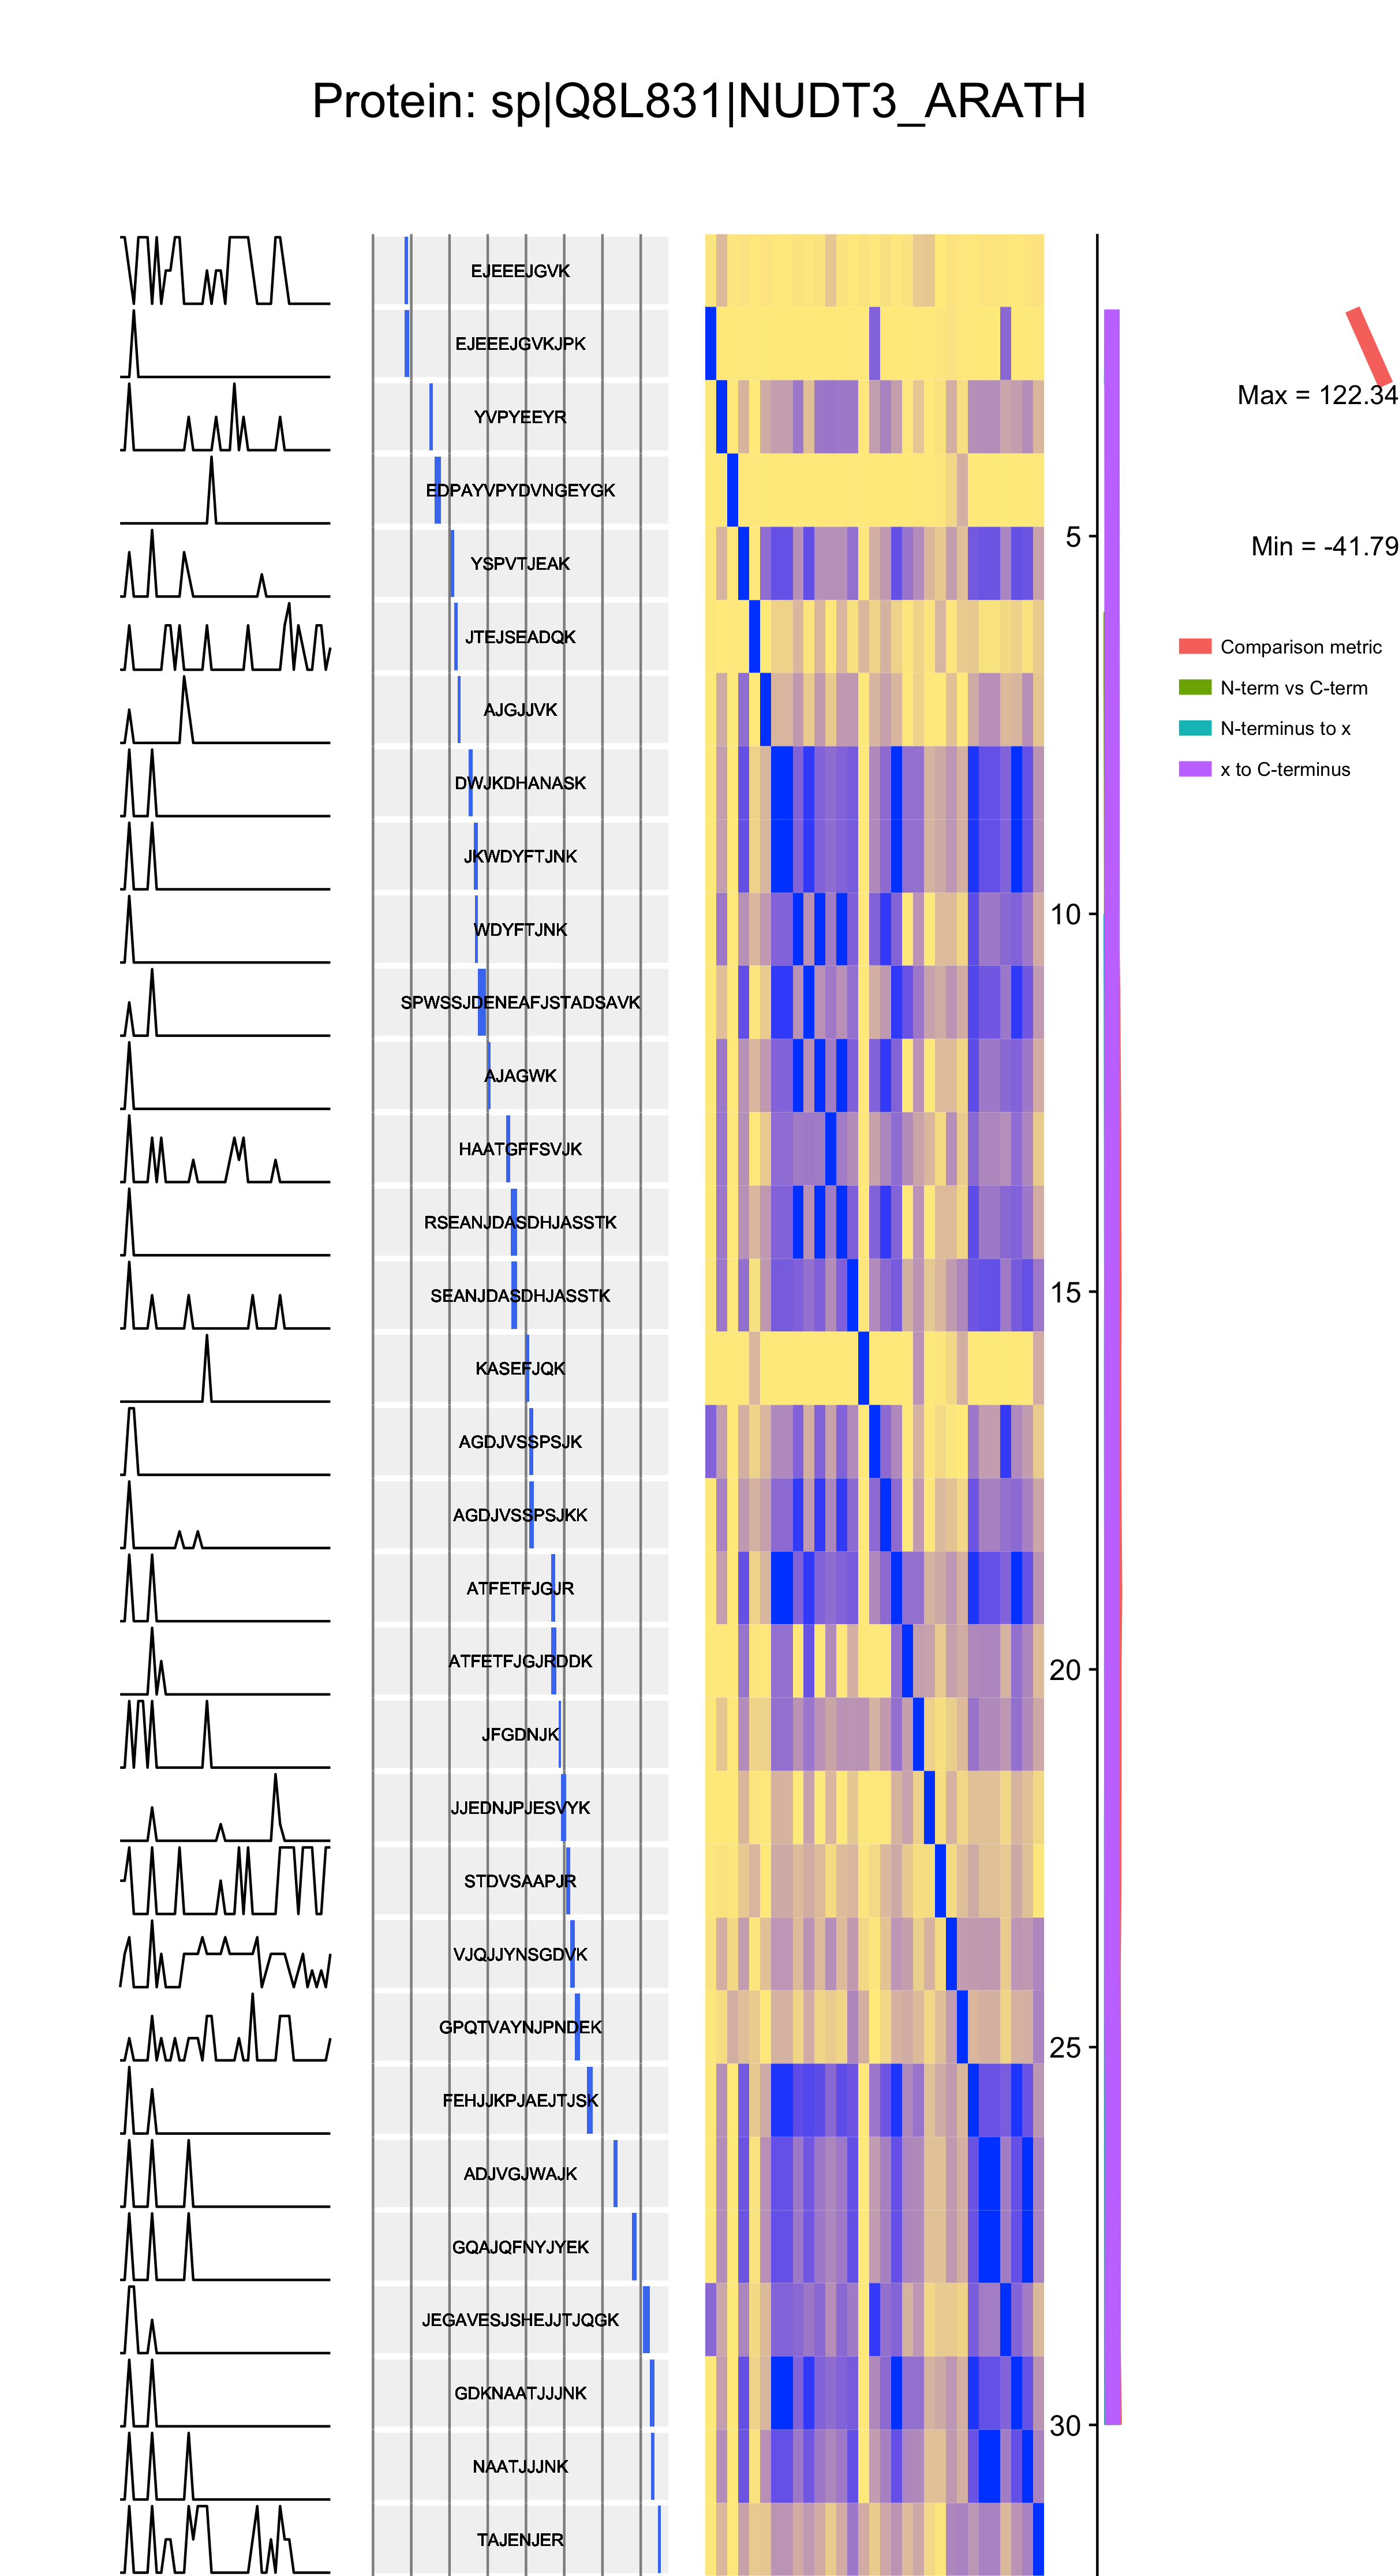 Protein: sp|Q8L831|NUDT3_ARATH
EJEEEJGVK
EJEEEJGVKJPK
YVPYEEYR
Max = 122.34
EDPAYVPYDVNGEYGK
5
Min = -41.79
YSPVTJEAK
JTEJSEADQK
Comparison metric
N-term vs C-term
AJGJJVK
N-terminus to x
x to C-terminus
DWJKDHANASK
JKWDYFTJNK
10
WDYFTJNK
SPWSSJDENEAFJSTADSAVK
AJAGWK
HAATGFFSVJK
RSEANJDASDHJASSTK
15
SEANJDASDHJASSTK
KASEFJQK
AGDJVSSPSJK
AGDJVSSPSJKK
ATFETFJGJR
20
ATFETFJGJRDDK
JFGDNJK
JJEDNJPJESVYK
STDVSAAPJR
VJQJJYNSGDVK
GPQTVAYNJPNDEK
25
FEHJJKPJAEJTJSK
ADJVGJWAJK
GQAJQFNYJYEK
JEGAVESJSHEJJTJQGK
GDKNAATJJJNK
30
NAATJJJNK
TAJENJER